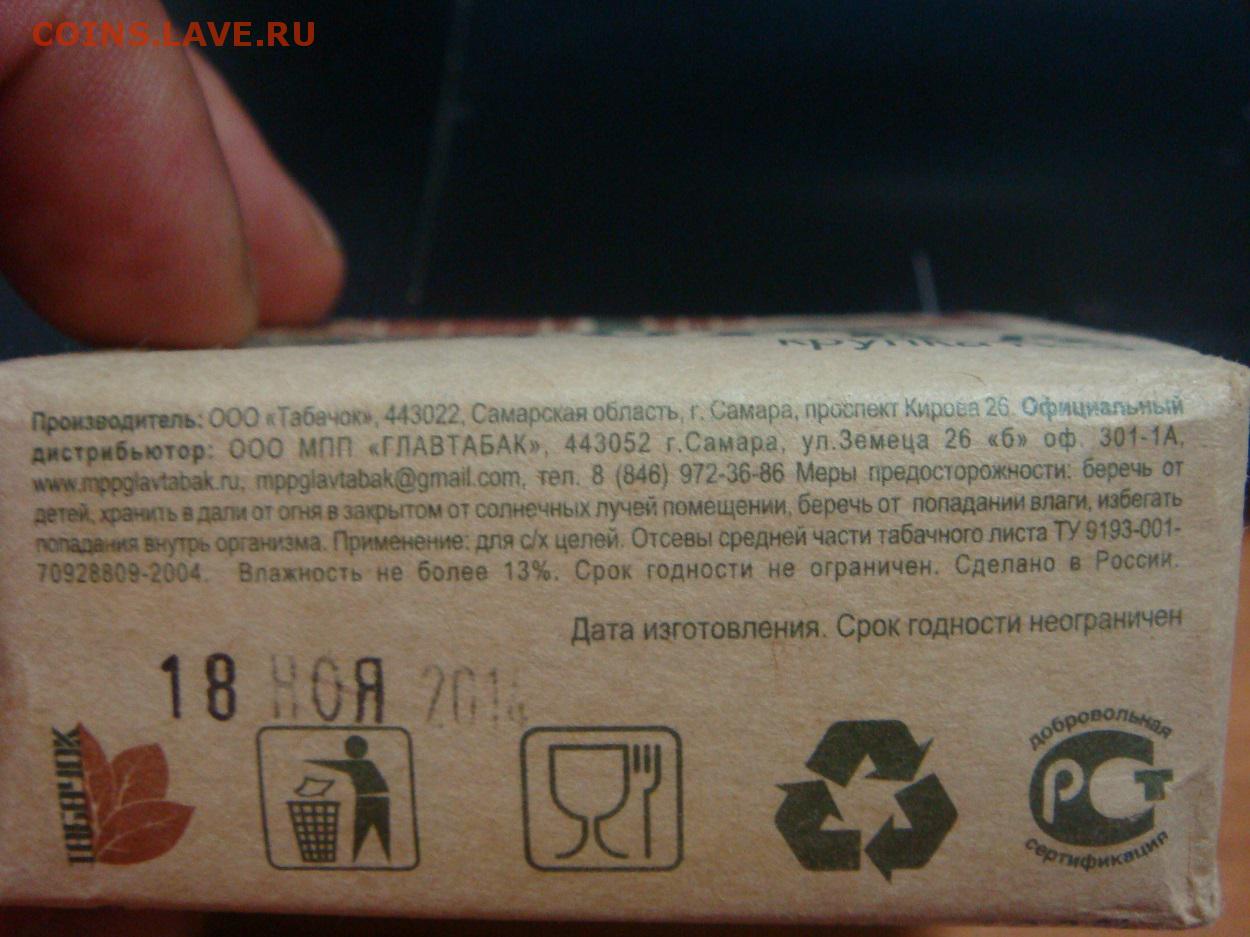 COINS.LAVE.RU
крупка
Производитель: ООО «Табачок», 443022, Самарская область, г. Самара, проспект Кирова 26. Официальный
дистрибьютор: ООО МПП «ГЛАВТАБАК», 443052 г.Самара, ул.Земеца 26 «б» оф. 301-1А,
www.mppglavtabak.ru, mppglavtabak@gmail.com, тел. 8 (846) 972-36-86 Меры предосторожности: беречь от
детей, хранить в дали от огня в закрытом от солнечных лучей помещении, беречь от попадании влаги, избегать
попадания внутрь организма. Применение: для с/х целей. Отсевы средней части табачного листа ТУ 9193-001-
70928809-2004. Влажность не более 13%. Срок годности не ограничен. Сделано в России.
Дата изготовления. Срок годности неограничен
18 НОЯ 2014
ТАБАЧОК
добровольная
РСТ
сертификация